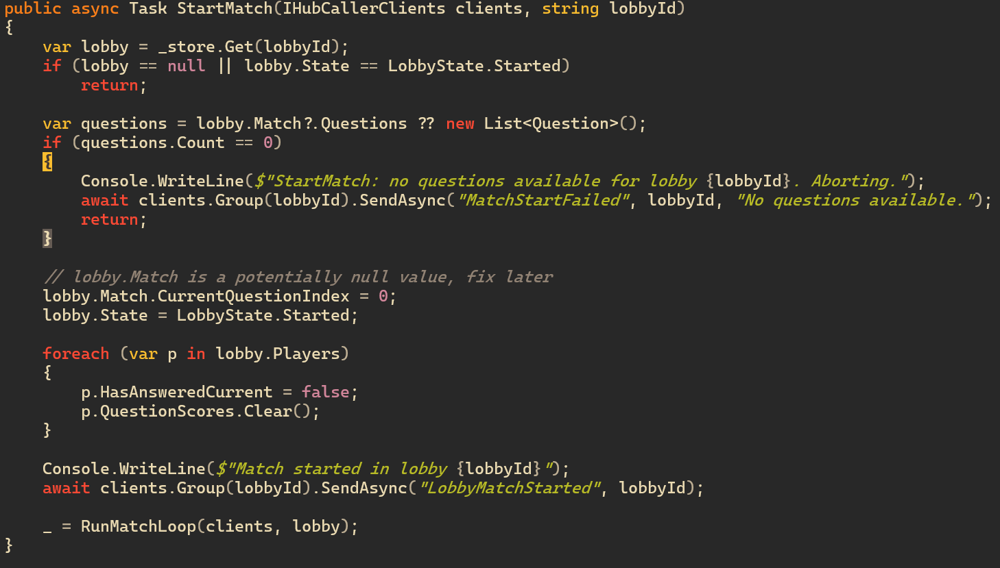 public async Task StartMatch(IHubCallerClients clients, string lobbyId)
{
    var lobby = _store.Get(lobbyId);
    if (lobby == null || lobby.State == LobbyState.Started)
        return;

    var questions = lobby.Match?.Questions ?? new List<Question>();
    if (questions.Count == 0)
    {
        Console.WriteLine($"StartMatch: no questions available for lobby {lobbyId}. Aborting.");
        await clients.Group(lobbyId).SendAsync("MatchStartFailed", lobbyId, "No questions available.");
        return;
    }

    // lobby.Match is a potentially null value, fix later
    lobby.Match.CurrentQuestionIndex = 0;
    lobby.State = LobbyState.Started;

    foreach (var p in lobby.Players)
    {
        p.HasAnsweredCurrent = false;
        p.QuestionScores.Clear();
    }

    Console.WriteLine($"Match started in lobby {lobbyId}");
    await clients.Group(lobbyId).SendAsync("LobbyMatchStarted", lobbyId);

    _ = RunMatchLoop(clients, lobby);
}